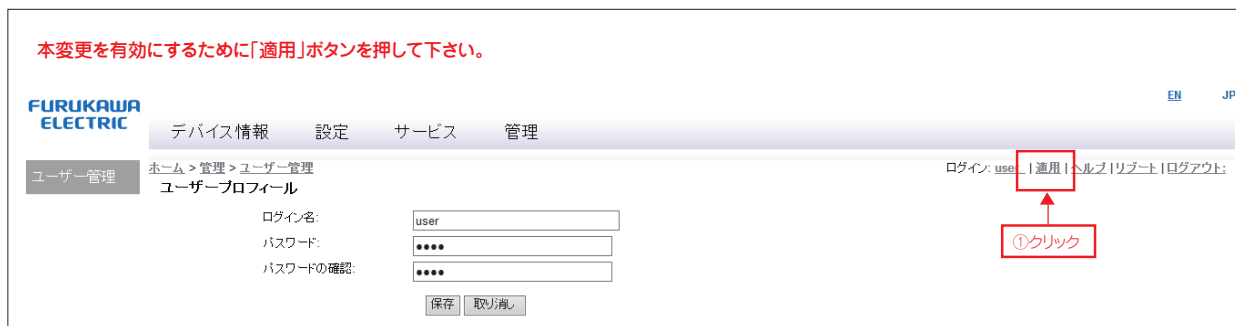 本変更を有効にするために「適用」ボタンを押して下さい。
EN JP
FURUKAWA
ELECTRIC
デバイス情報 設定 サービス 管理
ユーザー管理
ホーム > 管理 > ユーザー管理
ログイン: user | 適用 | ヘルプ | リブート | ログアウト:
ユーザープロフィール
ログイン名: user
パスワード: ●●●●
パスワードの確認: ●●●●
①クリック
保存 取り消し